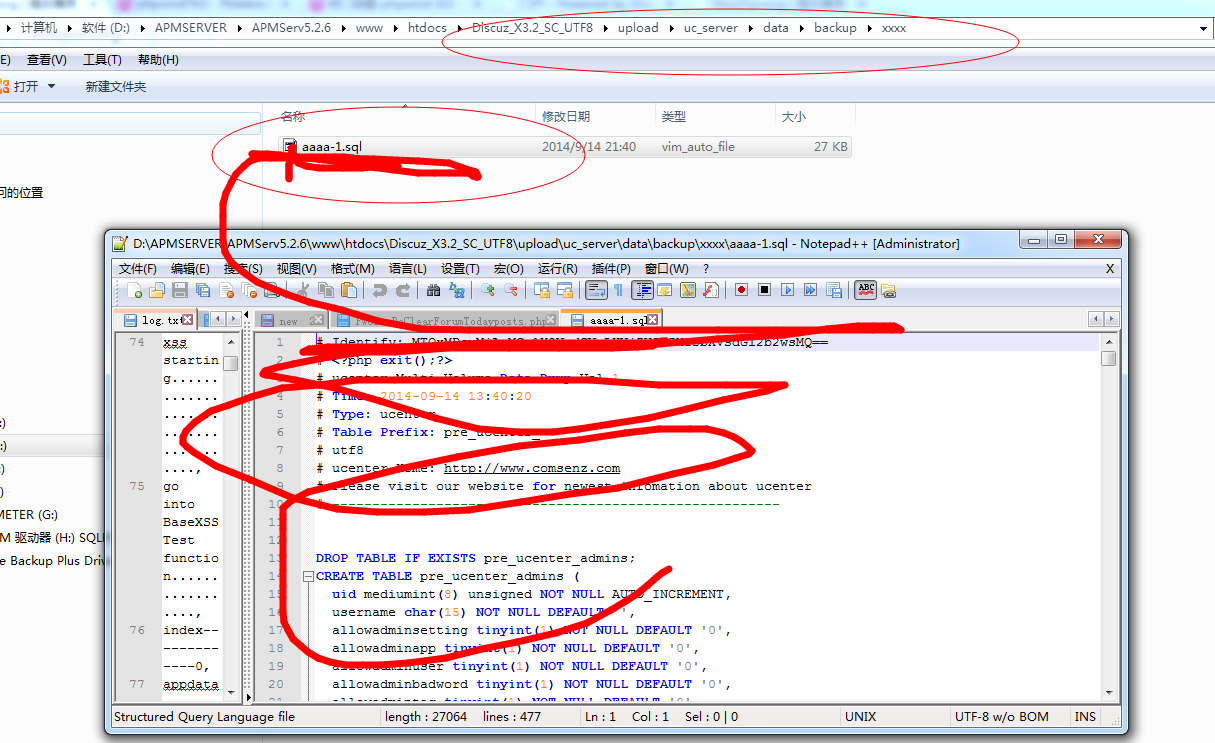 计算机 ▸ 软件 (D:) ▸ APMSERVER ▸ APMServ5.2.6 ▸ www ▸ htdocs ▸ Discuz_X3.2_SC_UTF8 ▸ upload ▸ uc_server ▸ data ▸ backup ▸ xxxx
E) 查看(V) 工具(T) 帮助(H)
打开 新建文件夹
名称 修改日期 类型 大小
aaaa-1.sql 2014/9/14 21:40 vim_auto_file 27 KB
问的位置
:)
:)
:)
)
METER (G:)
M 驱动器 (H:) SQL
e Backup Plus Driv
D:\APMSERVER\APMServ5.2.6\www\htdocs\Discuz_X3.2_SC_UTF8\upload\uc_server\data\backup\xxxx\aaaa-1.sql - Notepad++ [Administrator]
文件(F) 编辑(E) 搜索(S) 视图(V) 格式(M) 语言(L) 设置(T) 宏(O) 运行(R) 插件(P) 窗口(W) ? X
log.txt new 2 aaaa-1.sql
74 xss
startin
g......
.......
.......
.......
.......
....,
75 go
into
BaseXSS
Test
functio
n......
.......
....,
76 index--
-------
----0,
77 appdata
1 # Identify:
2 # <?php exit();?>
3 # ucenter Multi-Volume Data Dump Vol.1
4 # Time: 2014-09-14 13:40:20
5 # Type: ucenter
6 # Table Prefix: pre_ucenter_
7 # utf8
8 # ucenter Home: http://www.comsenz.com
9 # Please visit our website for newest infomation about ucenter
10 # --------------------------------------------------------
11
12
13 DROP TABLE IF EXISTS pre_ucenter_admins;
14 CREATE TABLE pre_ucenter_admins (
15 uid mediumint(8) unsigned NOT NULL AUTO_INCREMENT,
16 username char(15) NOT NULL DEFAULT '',
17 allowadminsetting tinyint(1) NOT NULL DEFAULT '0',
18 allowadminapp tinyint(1) NOT NULL DEFAULT '0',
19 allowadminuser tinyint(1) NOT NULL DEFAULT '0',
20 allowadminbadword tinyint(1) NOT NULL DEFAULT '0',
Structured Query Language file length : 27064 lines : 477 Ln : 1 Col : 1 Sel : 0 | 0 UNIX UTF-8 w/o BOM INS